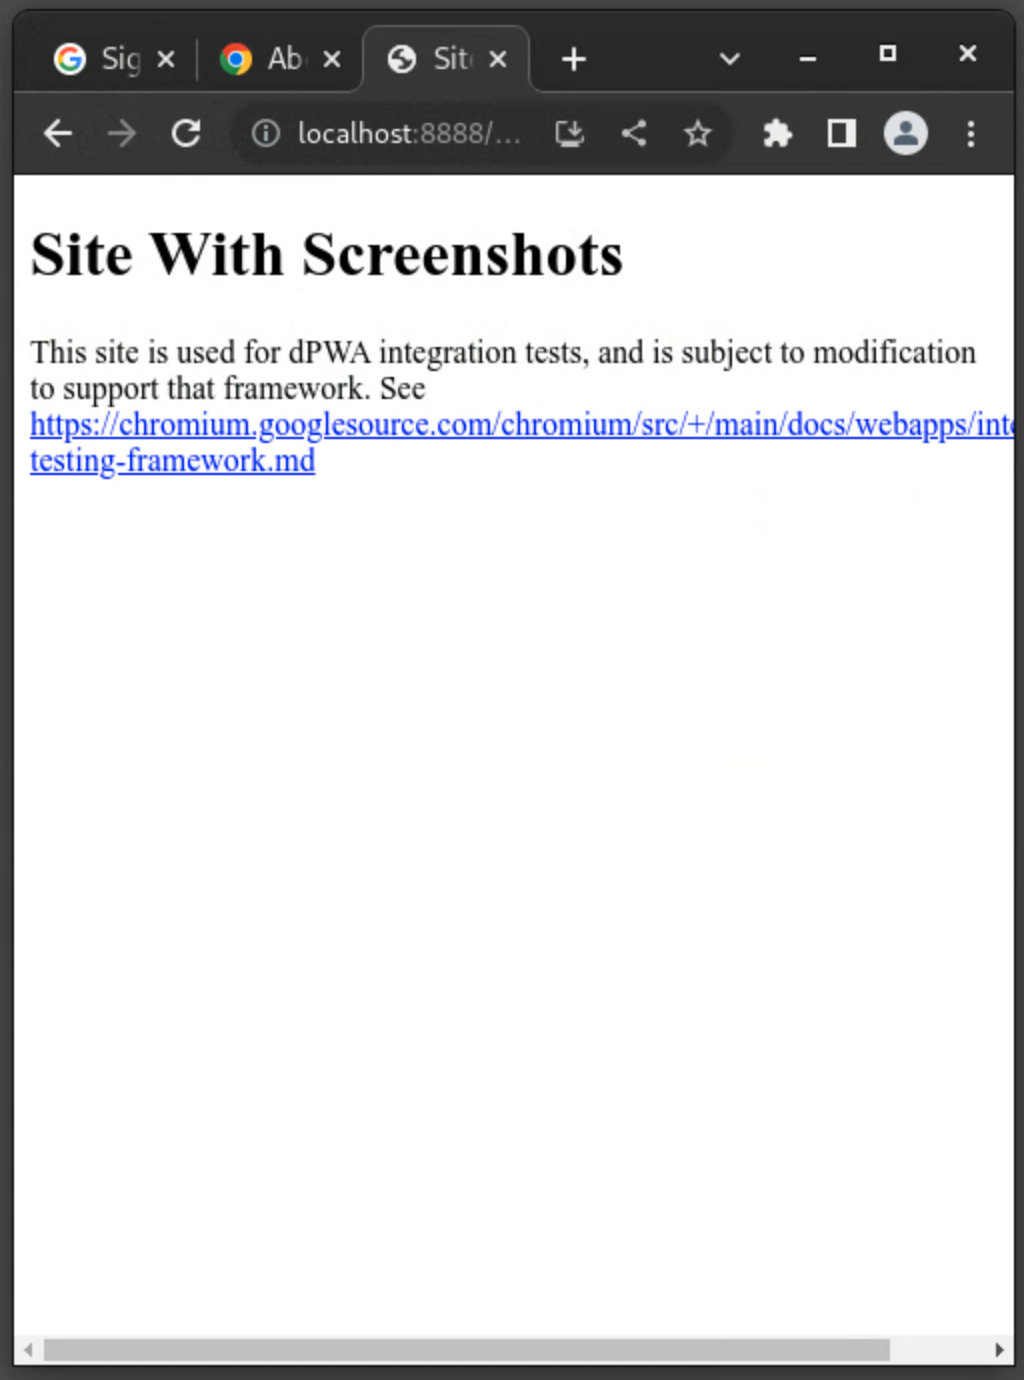 Sig
Ab
Sit
localhost:8888/...
Site With Screenshots
This site is used for dPWA integration tests, and is subject to modification
to support that framework. See
https://chromium.googlesource.com/chromium/src/+/main/docs/webapps/inte
testing-framework.md